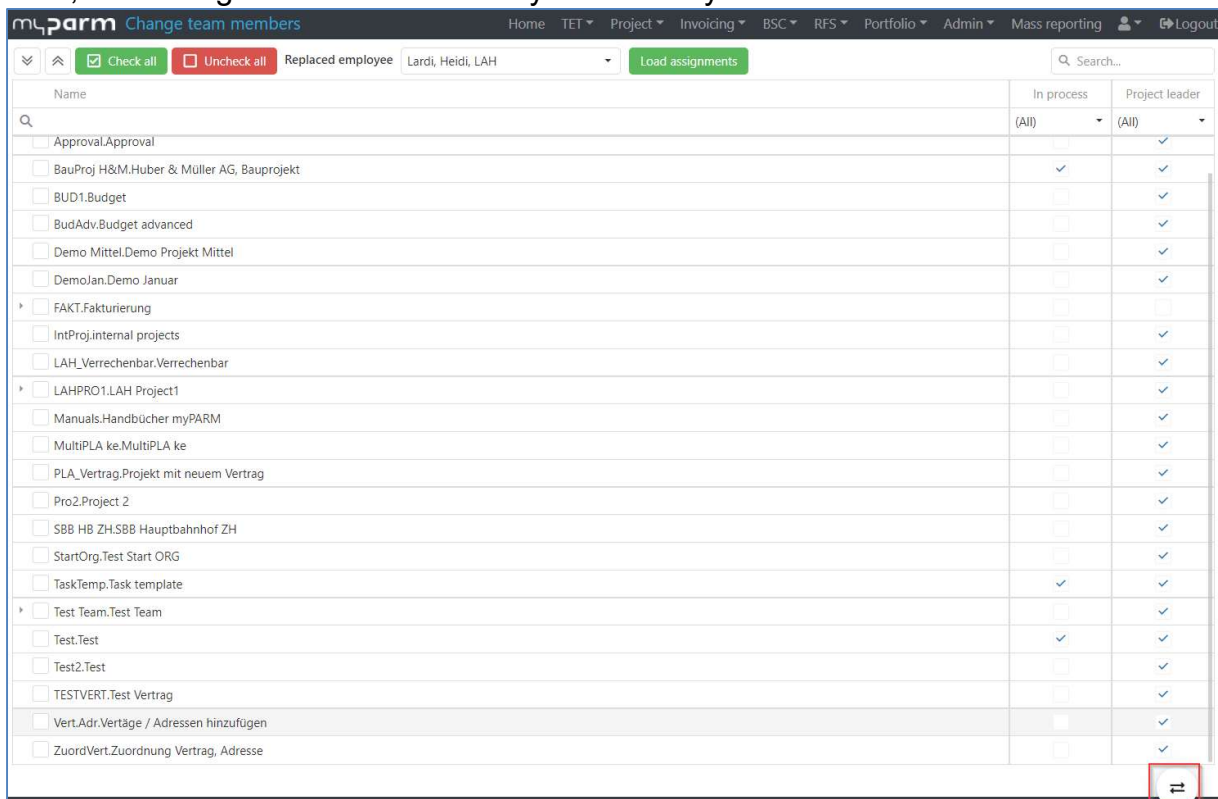 myparm Change team members Home TET Project Invoicing BSC RFS Portfolio Admin Mass reporting Logout
Check all Uncheck all Replaced employee Lardi, Heidi, LAH Load assignments Search...
Name In process Project leader
(All) (All)
Approval.Approval
BauProj H&M.Huber & Müller AG, Bauprojekt
BUD1.Budget
BudAdv.Budget advanced
Demo Mittel.Demo Projekt Mittel
DemoJan.Demo Januar
FAKT.Fakturierung
IntProj.internal projects
LAH_Verrechenbar.Verrechenbar
LAHPRO1.LAH Project1
Manuals.Handbücher myPARM
MultiPLA ke.MultiPLA ke
PLA_Vertrag.Projekt mit neuem Vertrag
Pro2.Project 2
SBB HB ZH.SBB Hauptbahnhof ZH
StartOrg.Test Start ORG
TaskTemp.Task template
Test Team.Test Team
Test.Test
Test2.Test
TESTVERT.Test Vertrag
Vert.Adr.Vertäge / Adressen hinzufügen
ZuordVert.Zuordnung Vertrag, Adresse